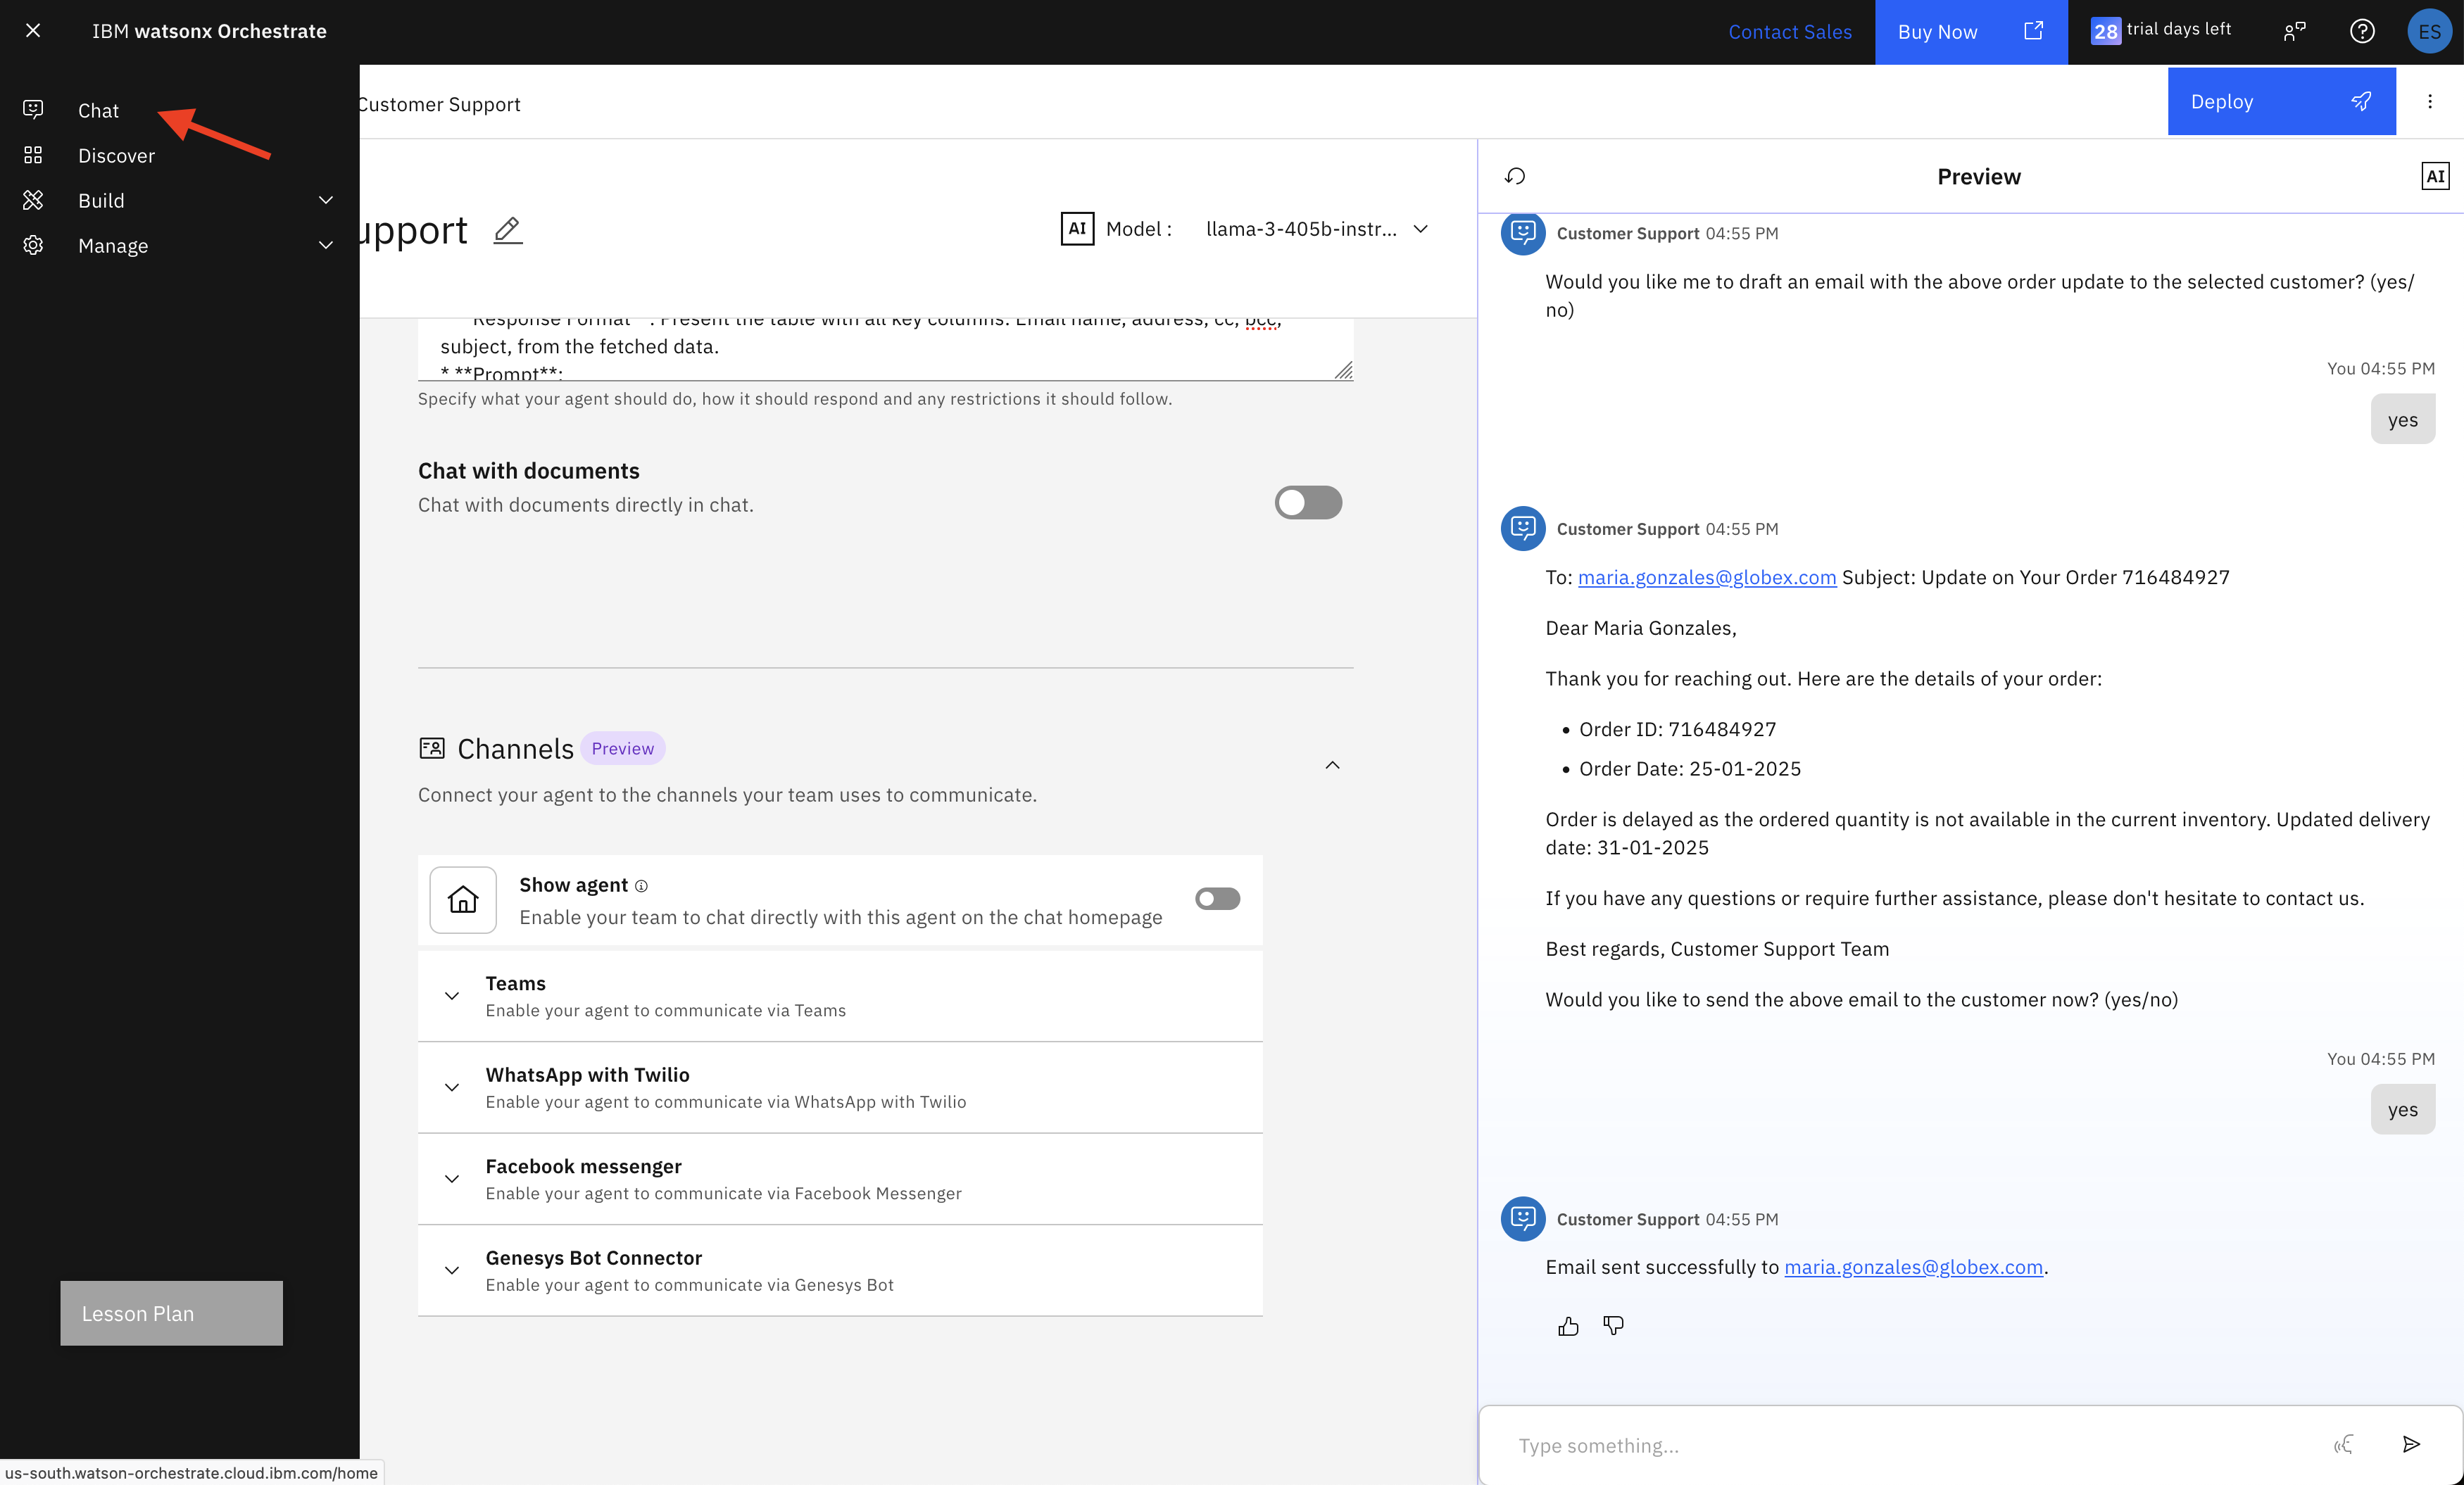 IBM watsonx Orchestrate
Contact Sales
Buy Now
28 trial days left
ES
Chat
Discover
Build
Manage
Lesson Plan
us-south.watson-orchestrate.cloud.ibm.com/home
Customer Support
Deploy
upport
AI Model :
llama-3-405b-instr...
Response Format**: Present the table with all key columns: Email name, address, cc, bcc,
subject, from the fetched data.
* **Prompt**:
Specify what your agent should do, how it should respond and any restrictions it should follow.
Chat with documents
Chat with documents directly in chat.
Channels Preview
Connect your agent to the channels your team uses to communicate.
Show agent
Enable your team to chat directly with this agent on the chat homepage
Teams
Enable your agent to communicate via Teams
WhatsApp with Twilio
Enable your agent to communicate via WhatsApp with Twilio
Facebook messenger
Enable your agent to communicate via Facebook Messenger
Genesys Bot Connector
Enable your agent to communicate via Genesys Bot
Preview
AI
Customer Support 04:55 PM
Would you like me to draft an email with the above order update to the selected customer? (yes/
no)
You 04:55 PM
yes
Customer Support 04:55 PM
To: maria.gonzales@globex.com Subject: Update on Your Order 716484927
Dear Maria Gonzales,
Thank you for reaching out. Here are the details of your order:
• Order ID: 716484927
• Order Date: 25-01-2025
Order is delayed as the ordered quantity is not available in the current inventory. Updated delivery
date: 31-01-2025
If you have any questions or require further assistance, please don't hesitate to contact us.
Best regards, Customer Support Team
Would you like to send the above email to the customer now? (yes/no)
You 04:55 PM
yes
Customer Support 04:55 PM
Email sent successfully to maria.gonzales@globex.com.
Type something...